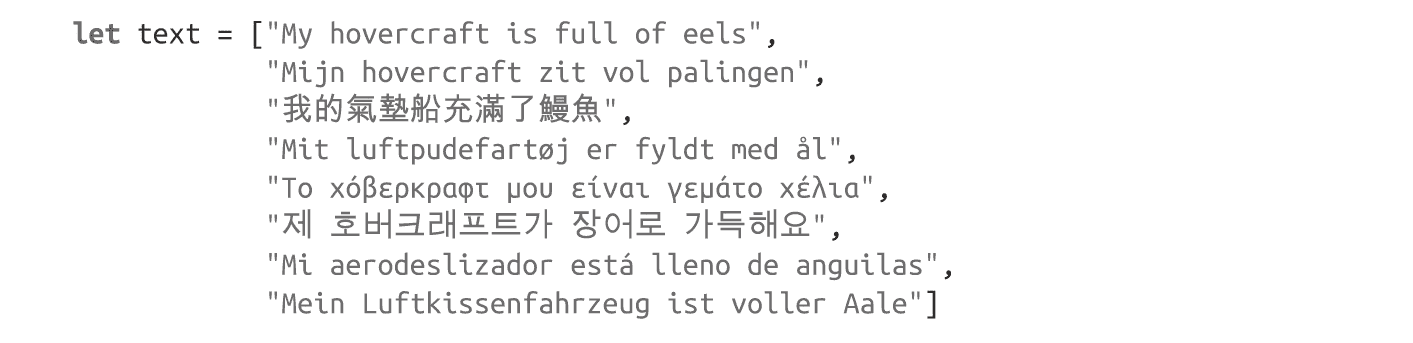 let text = ["My hovercraft is full of eels",
"Mijn hovercraft zit vol palingen",
"我的氣墊船充滿了鰻魚",
"Mit luftpudefartøj er fyldt med ål",
"Το χόβερκραφτ μου είναι γεμάτο χέλια",
"제 호버크래프트가 장어로 가득해요",
"Mi aerodeslizador está lleno de anguilas",
"Mein Luftkissenfahrzeug ist voller Aale"]